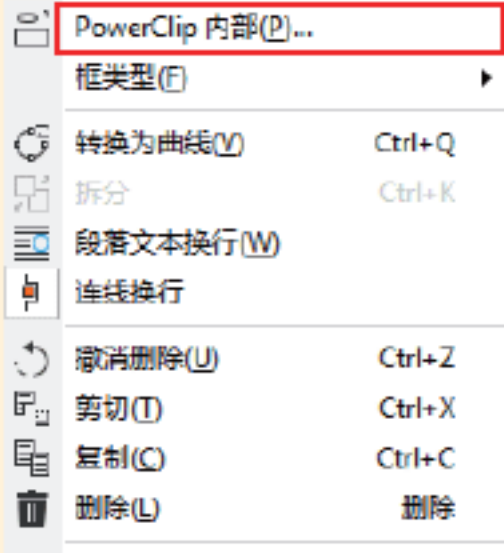 PowerClip 内部(P)...
框类型(F)
转换为曲线(V) Ctrl+Q
拆分 Ctrl+K
段落文本换行(W)
连线换行
撤消删除(U) Ctrl+Z
剪切(T) Ctrl+X
复制(C) Ctrl+C
删除(L) 删除